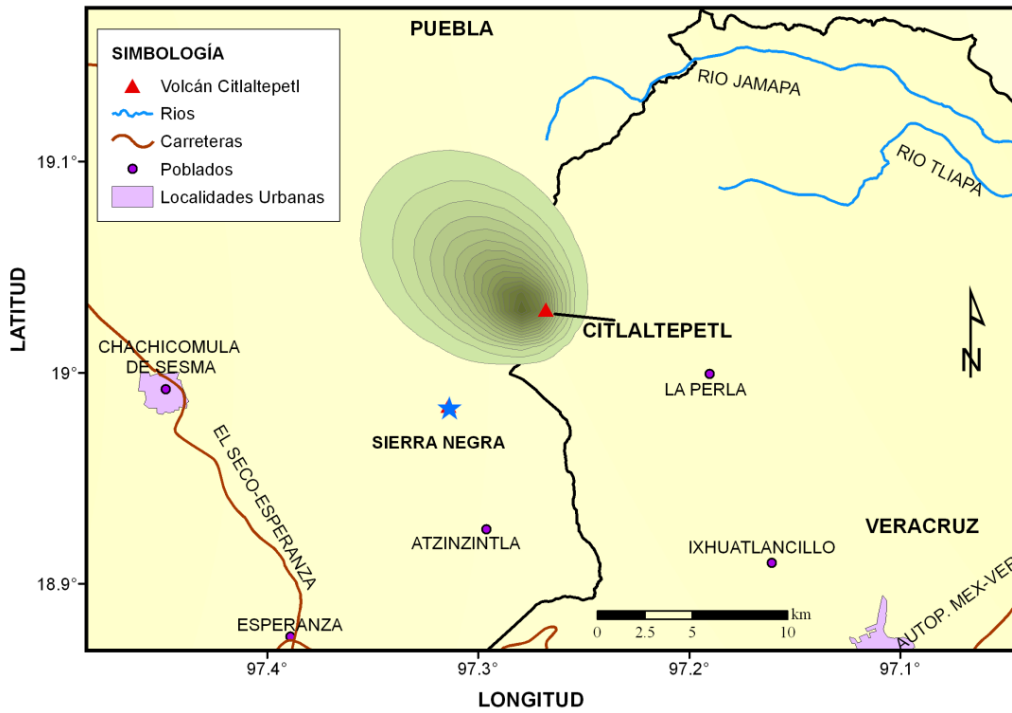 PUEBLA
SIMBOLOGÍA
Volcán Citlaltepetl
Rios
Carreteras
Poblados
Localidades Urbanas
RIO JAMAPA
RIO TLIAPA
19.1°
19°
18.9°
LATITUD
CITLALTEPETL
CHACHICOMULA
DE SESMA
LA PERLA
N
SIERRA NEGRA
EL SECO-ESPERANZA
ATZINZINTLA
VERACRUZ
IXHUATLANCILLO
AUTOP. MEX-VER
ESPERANZA
km
0 2.5 5 10
97.4° 97.3° 97.2° 97.1°
LONGITUD